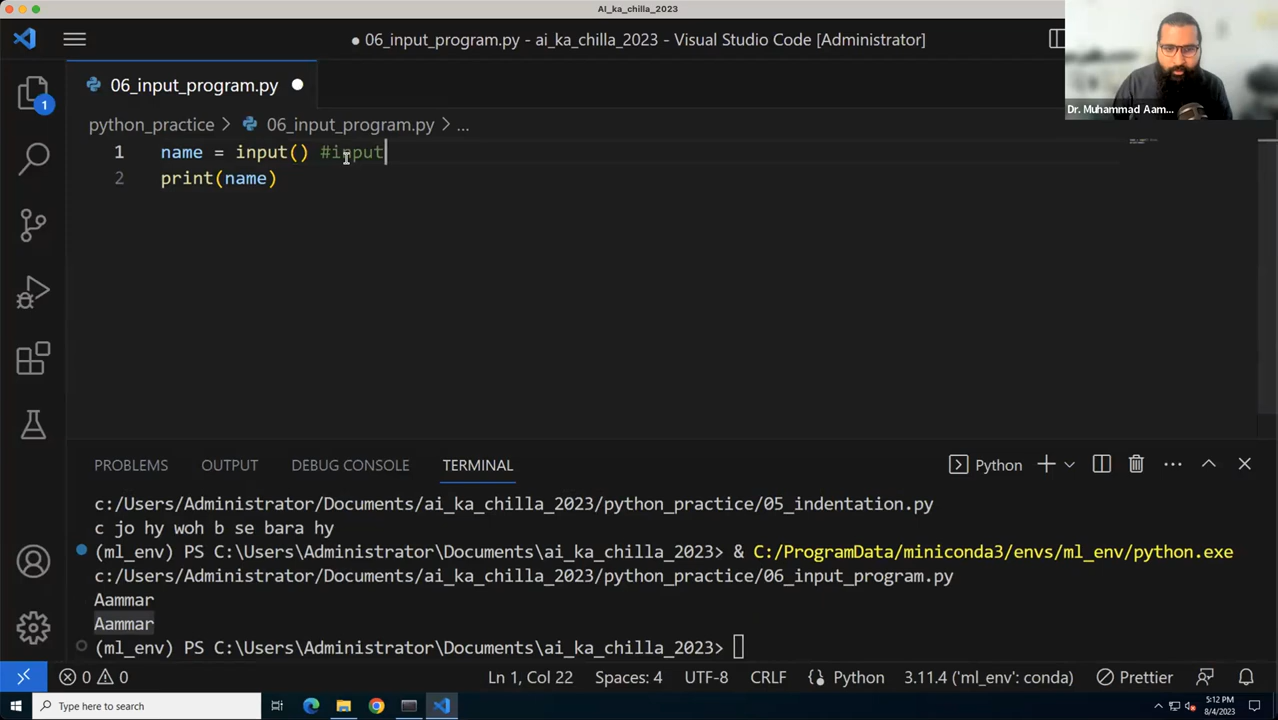 AI_ka_chilla_2023
● 06_input_program.py - ai_ka_chilla_2023 - Visual Studio Code [Administrator]
Dr. Muhammad Aam...
06_input_program.py
1
python_practice > 06_input_program.py > ...
1 name = input() #input
2 print(name)
PROBLEMS OUTPUT DEBUG CONSOLE TERMINAL
Python
c:/Users/Administrator/Documents/ai_ka_chilla_2023/python_practice/05_indentation.py
c jo hy woh b se bara hy
(ml_env) PS C:\Users\Administrator\Documents\ai_ka_chilla_2023> & C:/ProgramData/miniconda3/envs/ml_env/python.exe
c:/Users/Administrator/Documents/ai_ka_chilla_2023/python_practice/06_input_program.py
Aammar
Aammar
(ml_env) PS C:\Users\Administrator\Documents\ai_ka_chilla_2023>
0 0 Ln 1, Col 22 Spaces: 4 UTF-8 CRLF Python 3.11.4 ('ml_env': conda) Prettier
Type here to search
5:12 PM
8/4/2023